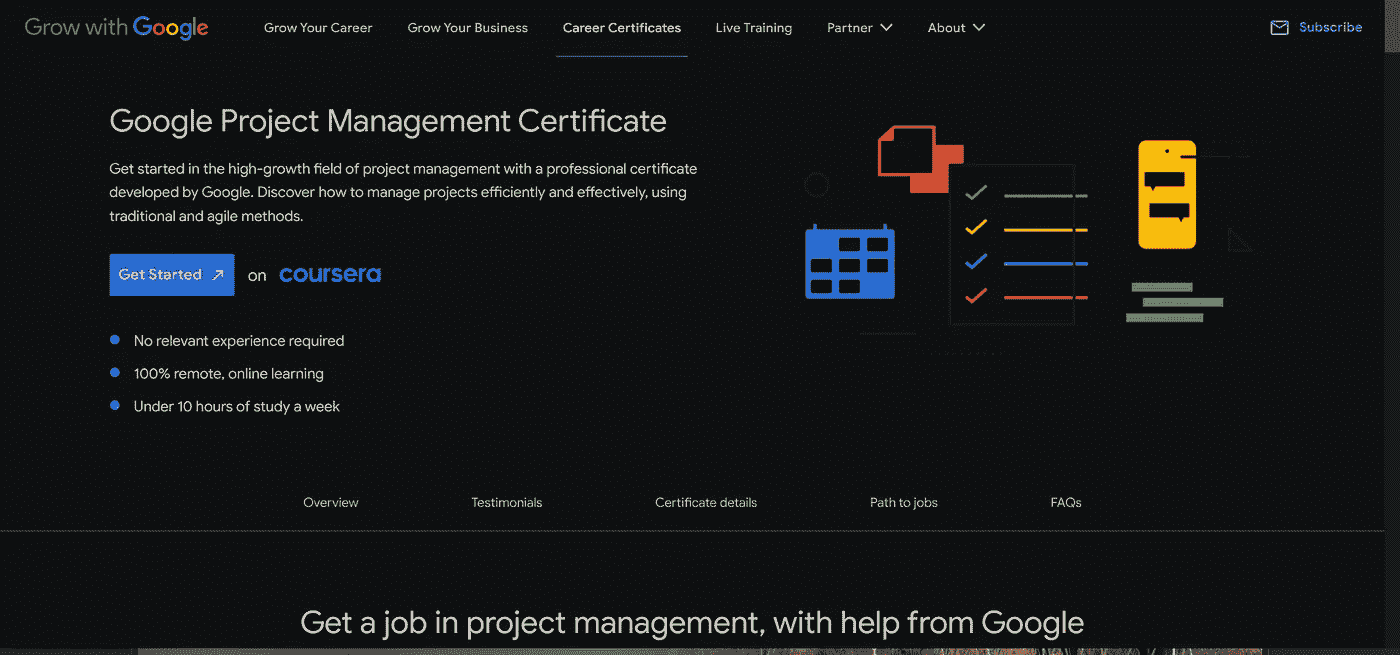 Grow with Google
Grow Your Career
Grow Your Business
Career Certificates
Live Training
Partner
About
Subscribe
Google Project Management Certificate
Get started in the high-growth field of project management with a professional certificate
developed by Google. Discover how to manage projects efficiently and effectively, using
traditional and agile methods.
Get Started on coursera
No relevant experience required
100% remote, online learning
Under 10 hours of study a week
Overview
Testimonials
Certificate details
Path to jobs
FAQs
Get a job in project management, with help from Google